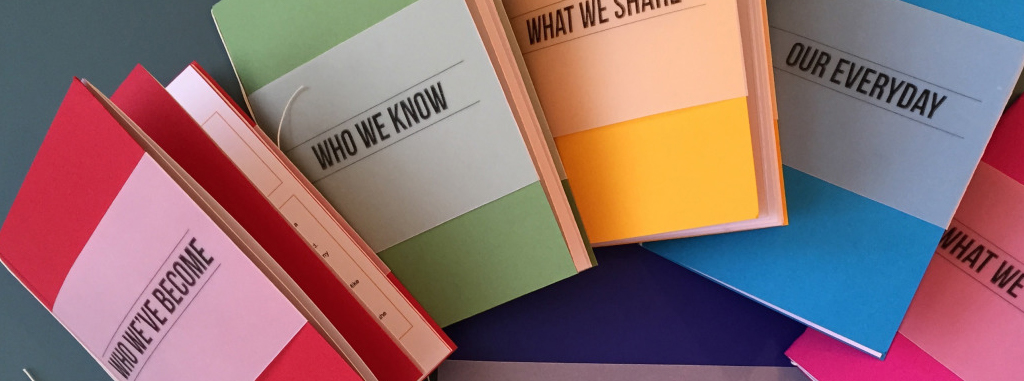 WHO WE KNOW
WHAT WE SHARE
OUR EVERYDAY
WHO WE'VE BECOME
WHAT WE